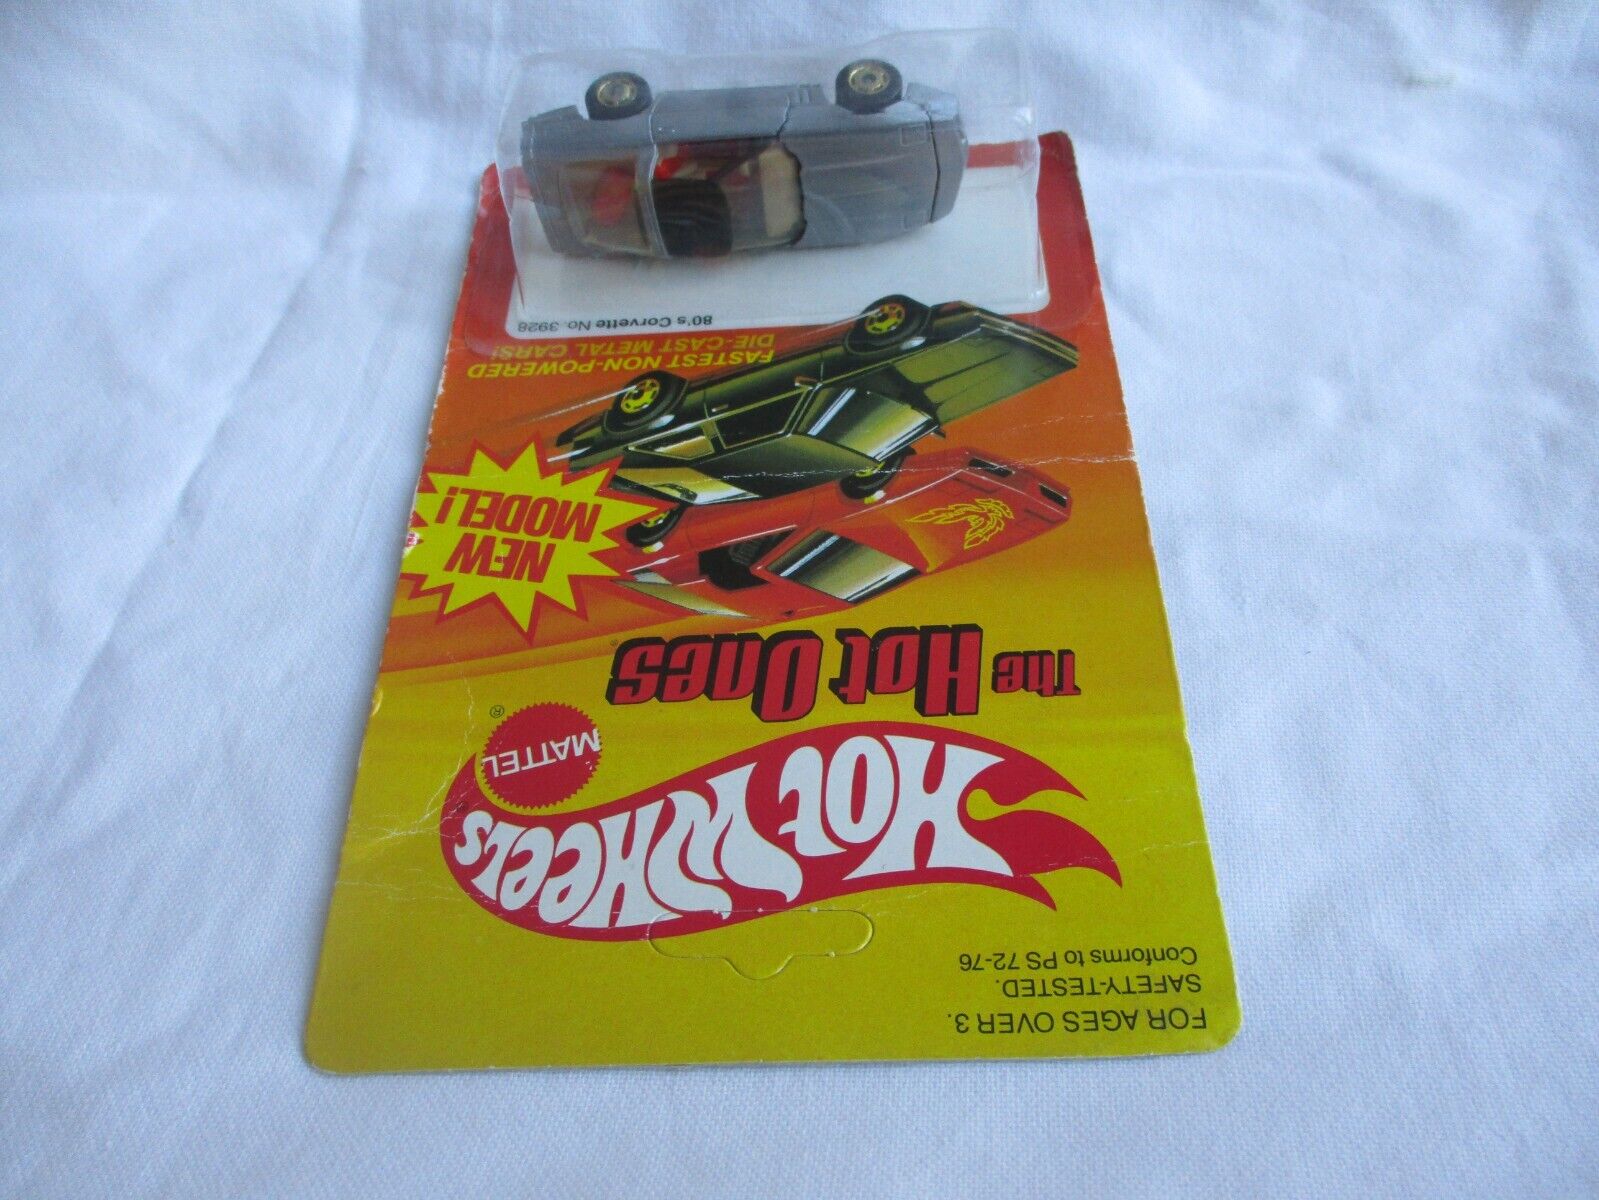 FOR AGES OVER 3.
SAFETY-TESTED.
Conforms to PS 72-76
HOT WHEELS
MATTEL
®
THE HOT ONES
NEW
MODEL!
FASTEST NON-POWERED
DIE-CAST METAL CARS!
80's Corvette No. 3928